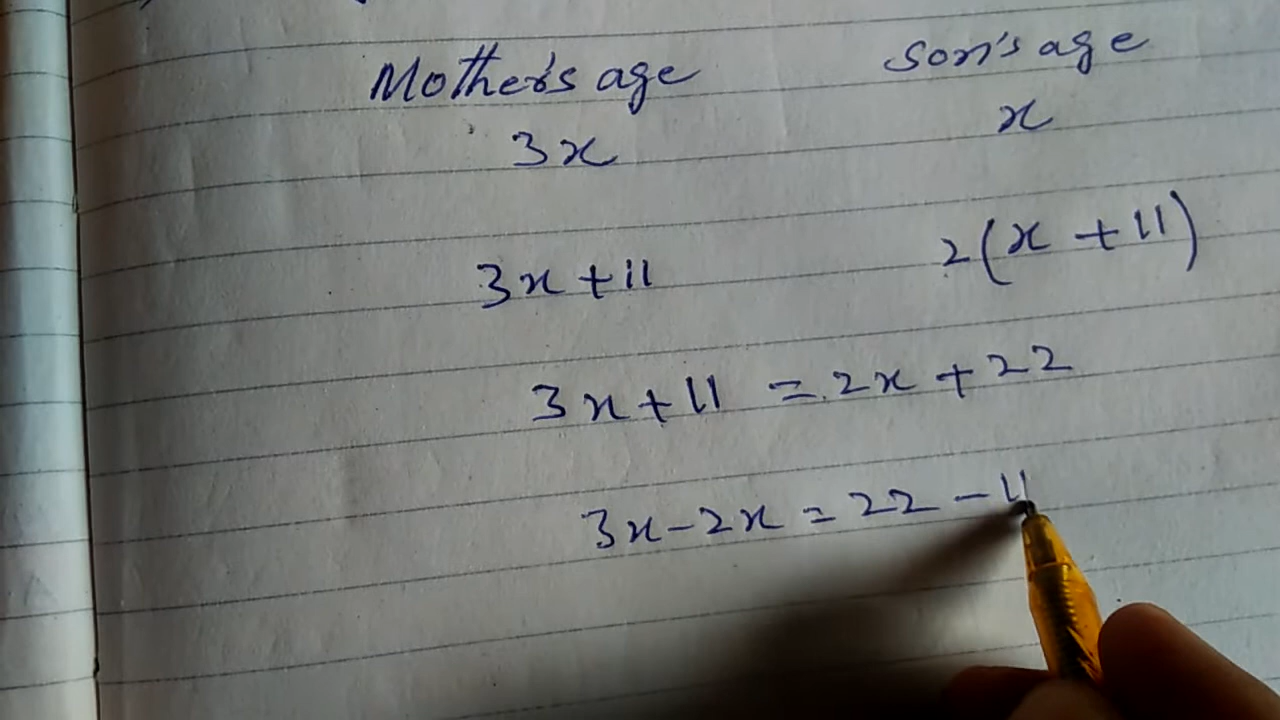 Mother's age Son's age
3x x
3x + 11 2(x + 11)
3x + 11 = 2x + 22
3x - 2x = 22 - 11